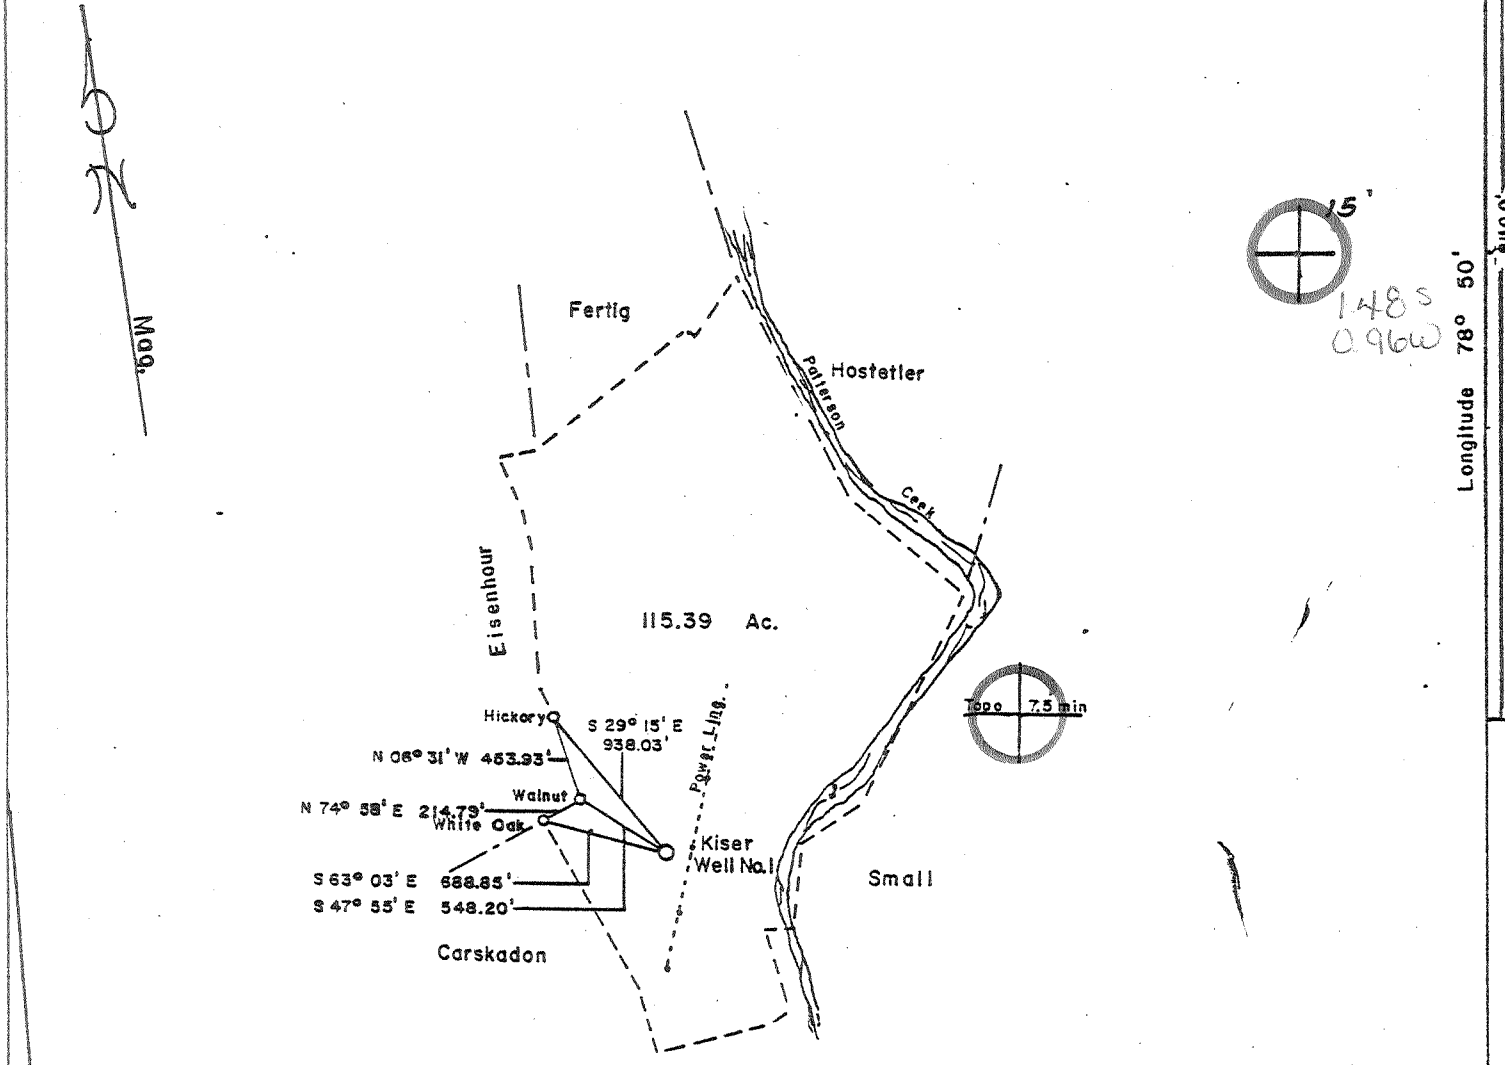 15'
1.48 S
0.96 W
Longitude 78° 50'
Mag.
Fertig
Hostetler
Patterson
Ceek
Eisenhour
115.39 Ac.
Hickory
S 29° 15' E
938.03'
N 06° 31' W 453.93'
Power Line
Walnut
N 74° 58' E 214.79'
White Oak
Kiser
Well No.1
Topo 7.5 min
S 63° 03' E 688.85'
S 47° 55' E 548.20'
Small
Carskadon